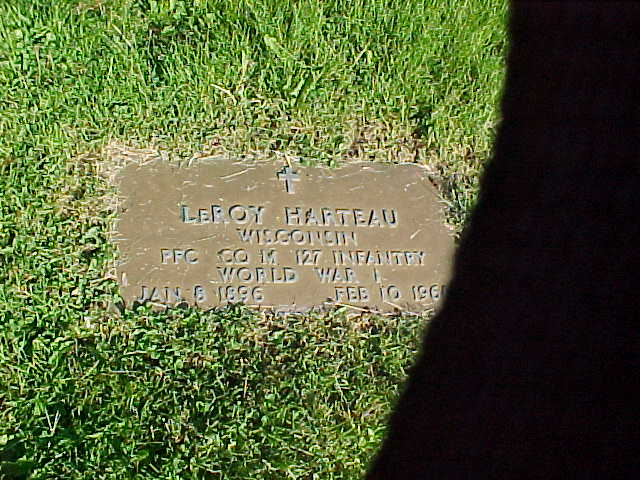 LEROY HARTEAU
WISCONSIN
PFC CO M 127 INFANTRY
WORLD WAR I
JAN 8 1896 FEB 10